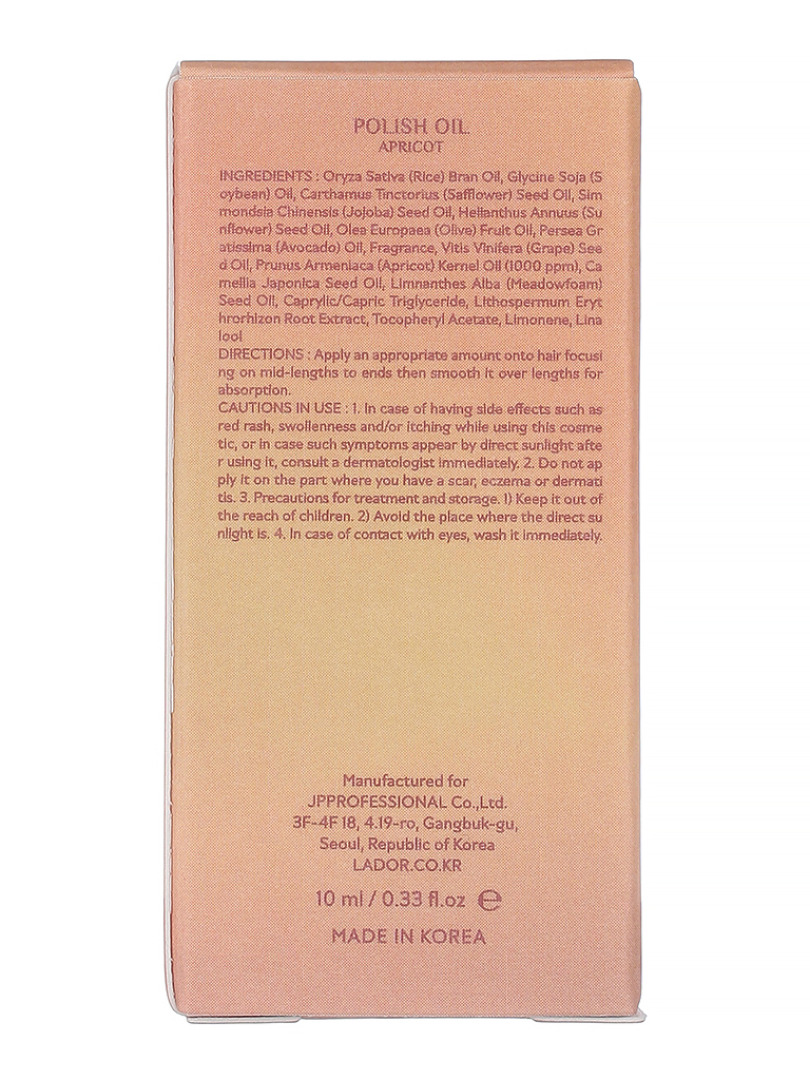 POLISH OIL
APRICOT
INGREDIENTS : Oryza Sativa (Rice) Bran Oil, Glycine Soja (S
oybean) Oil, Carthamus Tinctorius (Safflower) Seed Oil, Sim
mondsia Chinensis (Jojoba) Seed Oil, Helianthus Annuus (Su
nflower) Seed Oil, Olea Europaea (Olive) Fruit Oil, Persea Gr
atissima (Avocado) Oil, Fragrance, Vitis Vinifera (Grape) See
d Oil, Prunus Armeniaca (Apricot) Kernel Oil (1000 ppm), Ca
mellia Japonica Seed Oil, Limnanthes Alba (Meadowfoam)
Seed Oil, Caprylic/Capric Triglyceride, Lithospermum Eryt
hrorhizon Root Extract, Tocopheryl Acetate, Limonene, Lina
lool
DIRECTIONS : Apply an appropriate amount onto hair focusi
ng on mid-lengths to ends then smooth it over lengths for
absorption.
CAUTIONS IN USE : 1. In case of having side effects such as
red rash, swollenness and/or itching while using this cosme
tic, or in case such symptoms appear by direct sunlight afte
r using it, consult a dermatologist immediately. 2. Do not ap
ply it on the part where you have a scar, eczema or dermati
tis. 3. Precautions for treatment and storage. 1) Keep it out of
the reach of children. 2) Avoid the place where the direct su
nlight is. 4. In case of contact with eyes, wash it immediately.
Manufactured for
JPPROFESSIONAL Co.,Ltd.
3F-4F 18, 4.19-ro, Gangbuk-gu,
Seoul, Republic of Korea
LADOR.CO.KR
10 ml / 0.33 fl.oz ℮
MADE IN KOREA